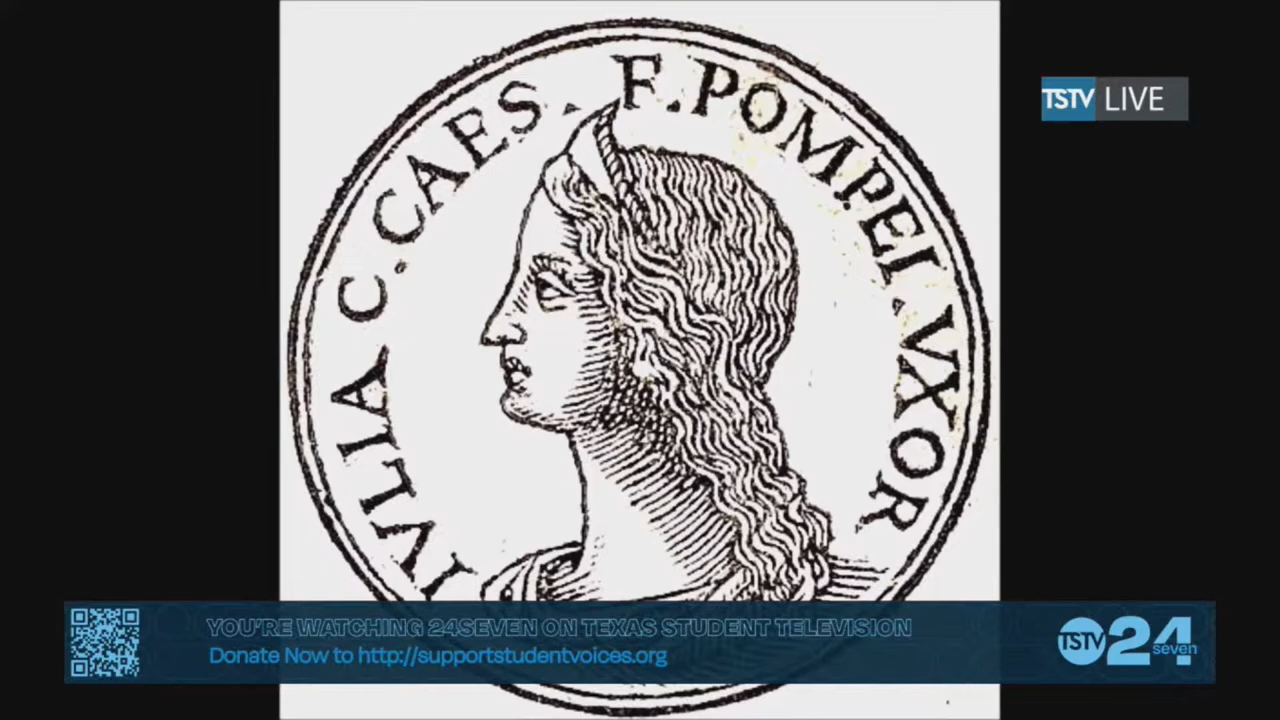 IVLIA C. CAES. F. POMPEI. VXOR
TSTV LIVE
YOU'RE WATCHING 24SEVEN ON TEXAS STUDENT TELEVISION
Donate Now to http://supportstudentvoices.org
TSTV 24 seven